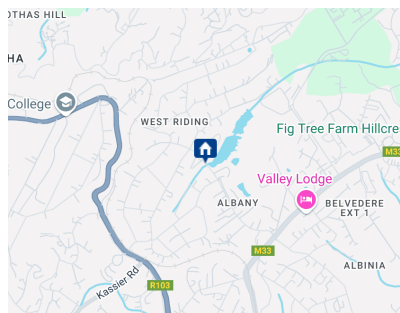 OTHAS HILL
HA
College
WEST RIDING
Fig Tree Farm Hillcre
M33
Valley Lodge
ALBANY
BELVEDERE
EXT 1
M33
ALBINIA
R103
Kassier Rd